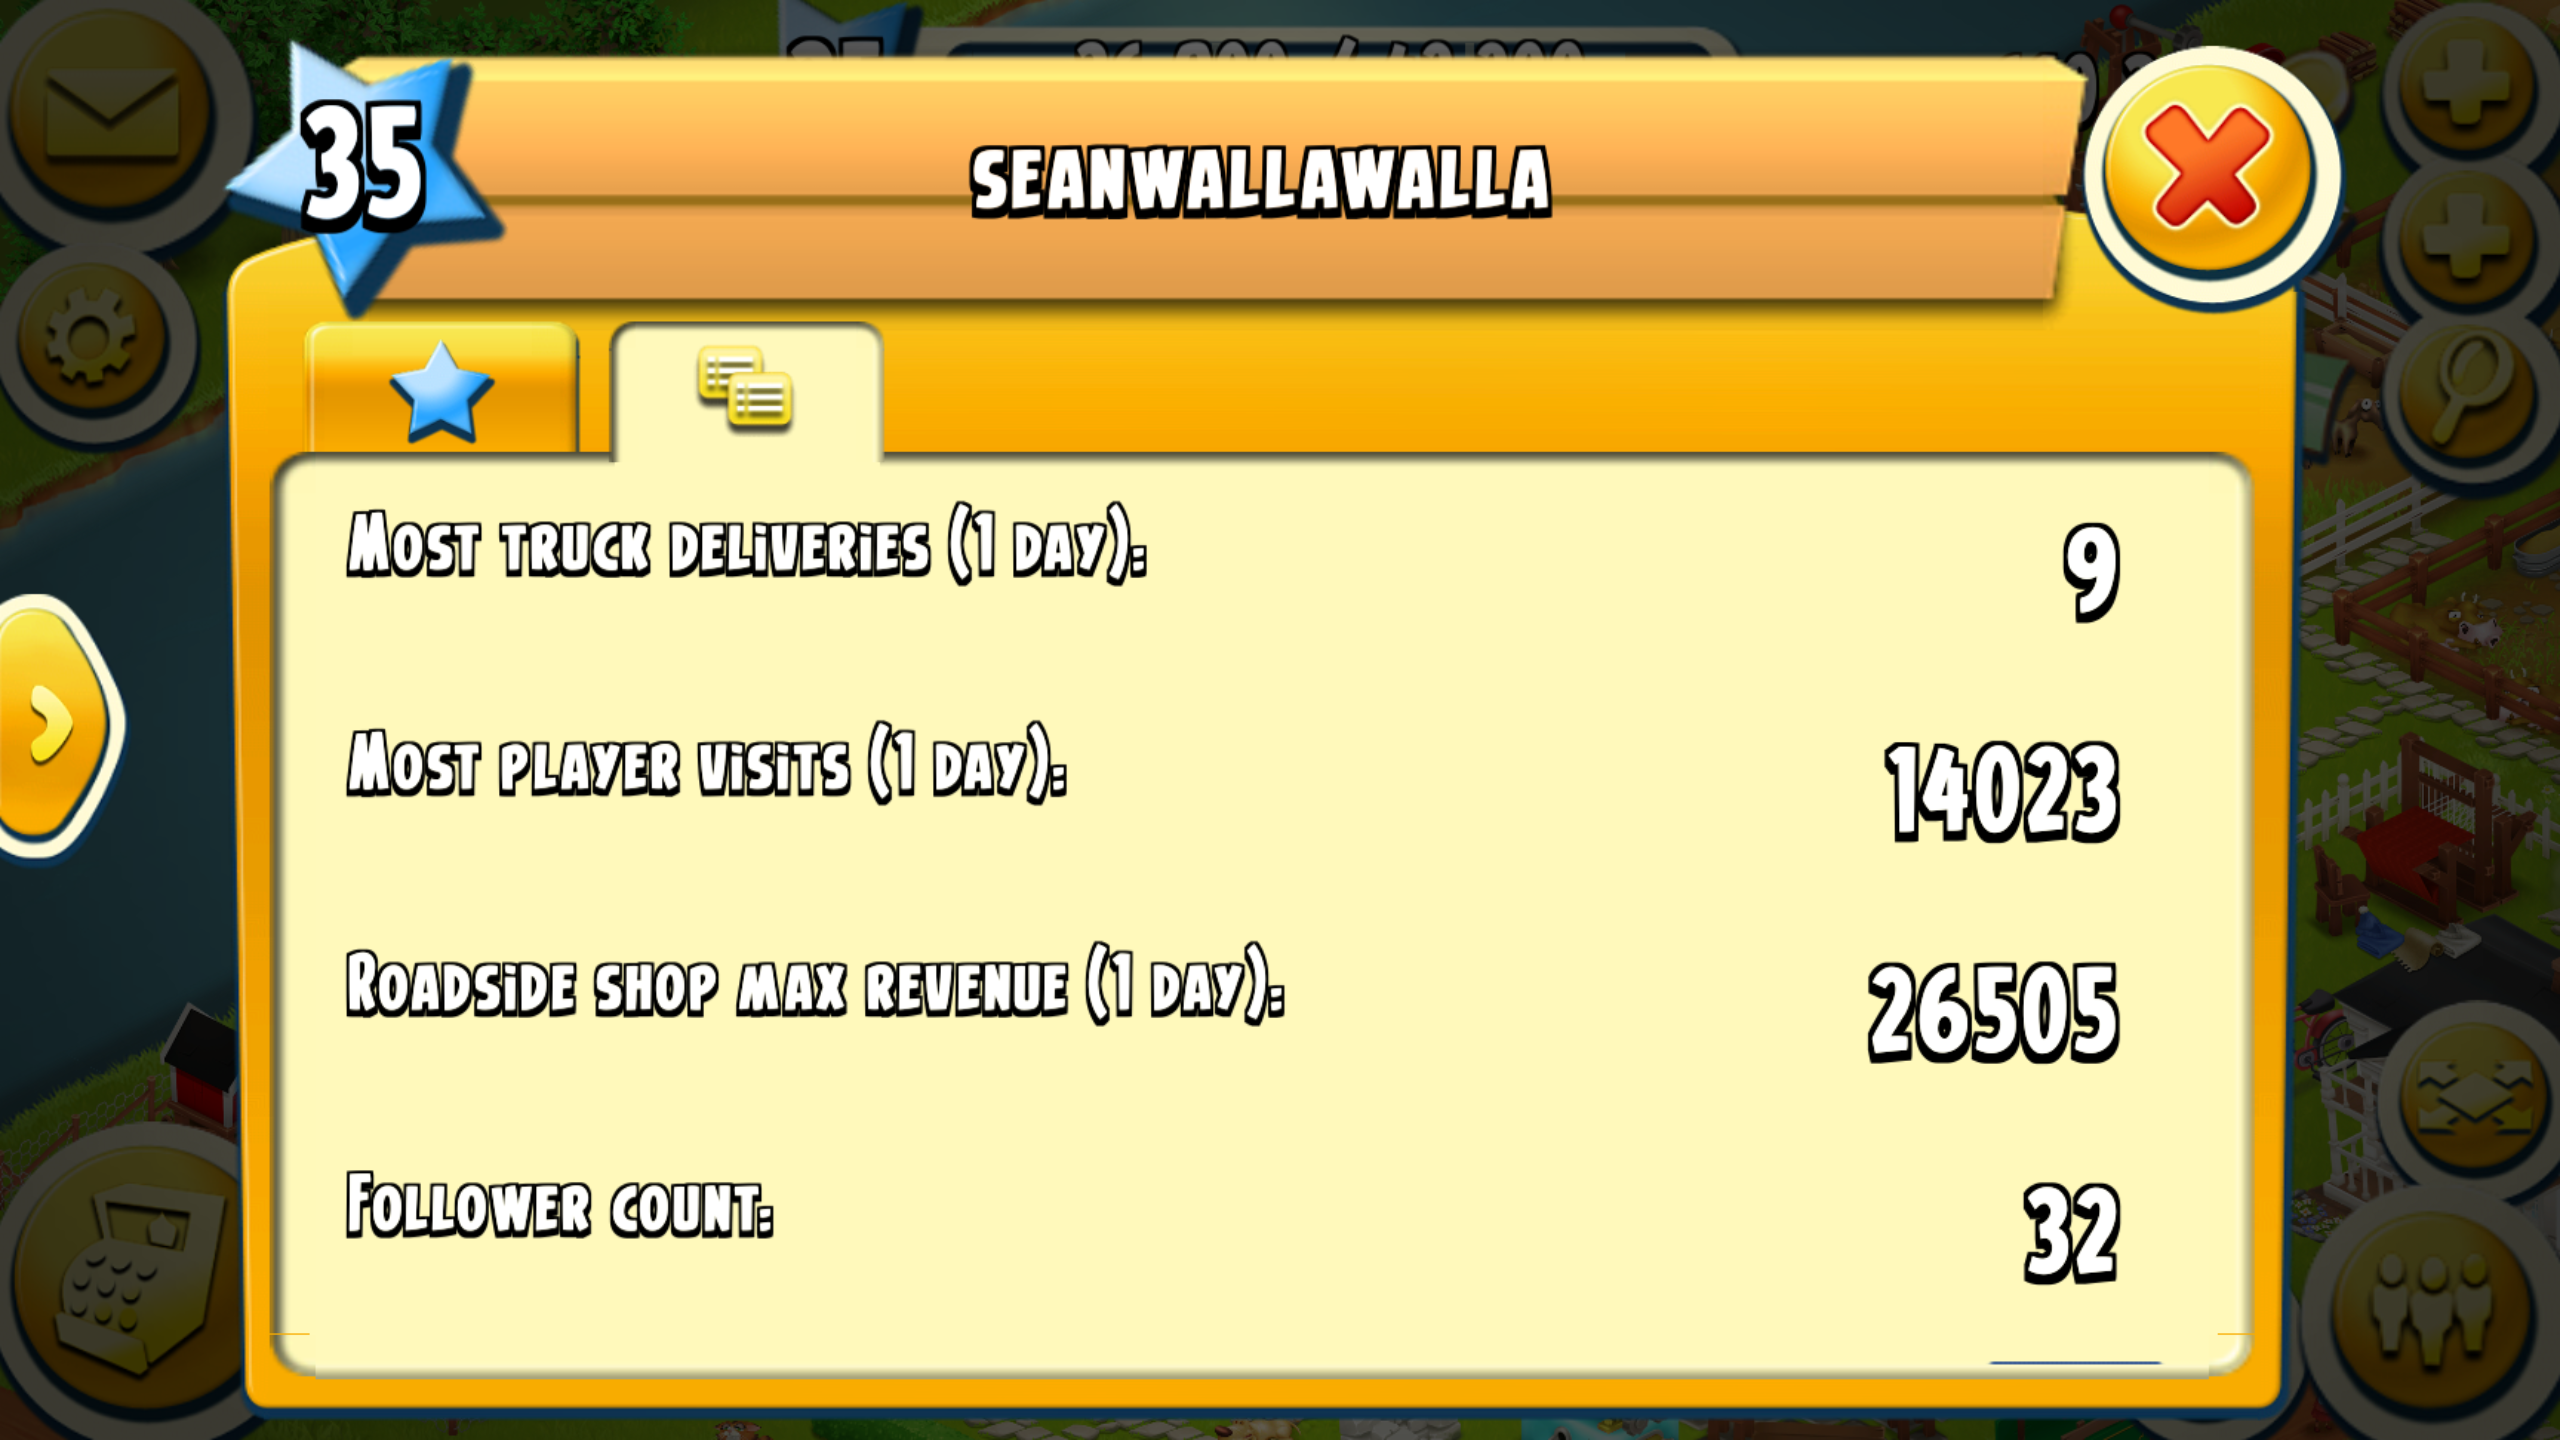 35
SEANWALLAWALLA
Most truck deliveries (1 day):
9
Most player visits (1 day):
14023
Roadside shop max revenue (1 day):
26505
Follower count:
32